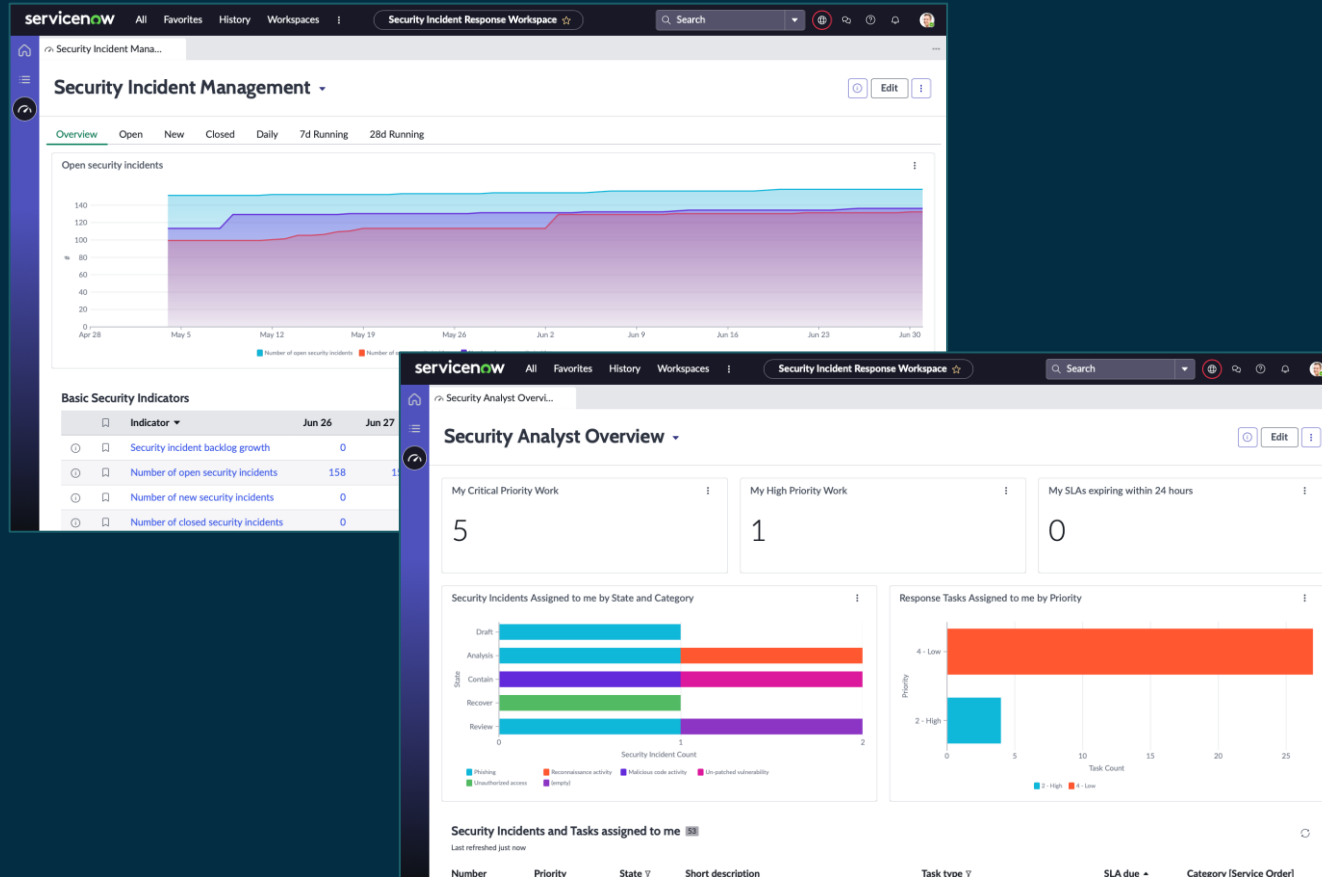 servicenow All Favorites History Workspaces Security Incident Response Workspace Search
Security Incident Mana...
Security Incident Management Edit
Overview Open New Closed Daily 7d Running 28d Running
Open security incidents
140
120
100
80
60
40
20
0
#
Apr 28 May 5 May 12 May 19 May 26 Jun 2 Jun 9 Jun 16 Jun 23 Jun 30
Number of open security incidents Number of
Basic Security Indicators
Indicator Jun 26 Jun 27
Security incident backlog growth 0
Number of open security incidents 158
Number of new security incidents 0
Number of closed security incidents 0
servicenow All Favorites History Workspaces Security Incident Response Workspace Search
Security Analyst Overvi...
Security Analyst Overview Edit
My Critical Priority Work
5
My High Priority Work
1
My SLAs expiring within 24 hours
0
Security Incidents Assigned to me by State and Category
State
Draft
Analysis
Contain
Recover
Review
0 1 2
Security Incident Count
Phishing Reconnaissance activity Malicious code activity Un-patched vulnerability
Unauthorized access (empty)
Response Tasks Assigned to me by Priority
Priority
4 - Low
2 - High
0 5 10 15 20 25
Task Count
2 - High 4 - Low
Security Incidents and Tasks assigned to me 53
Last refreshed just now
Number Priority State Short description Task type SLA due Category [Service Order]